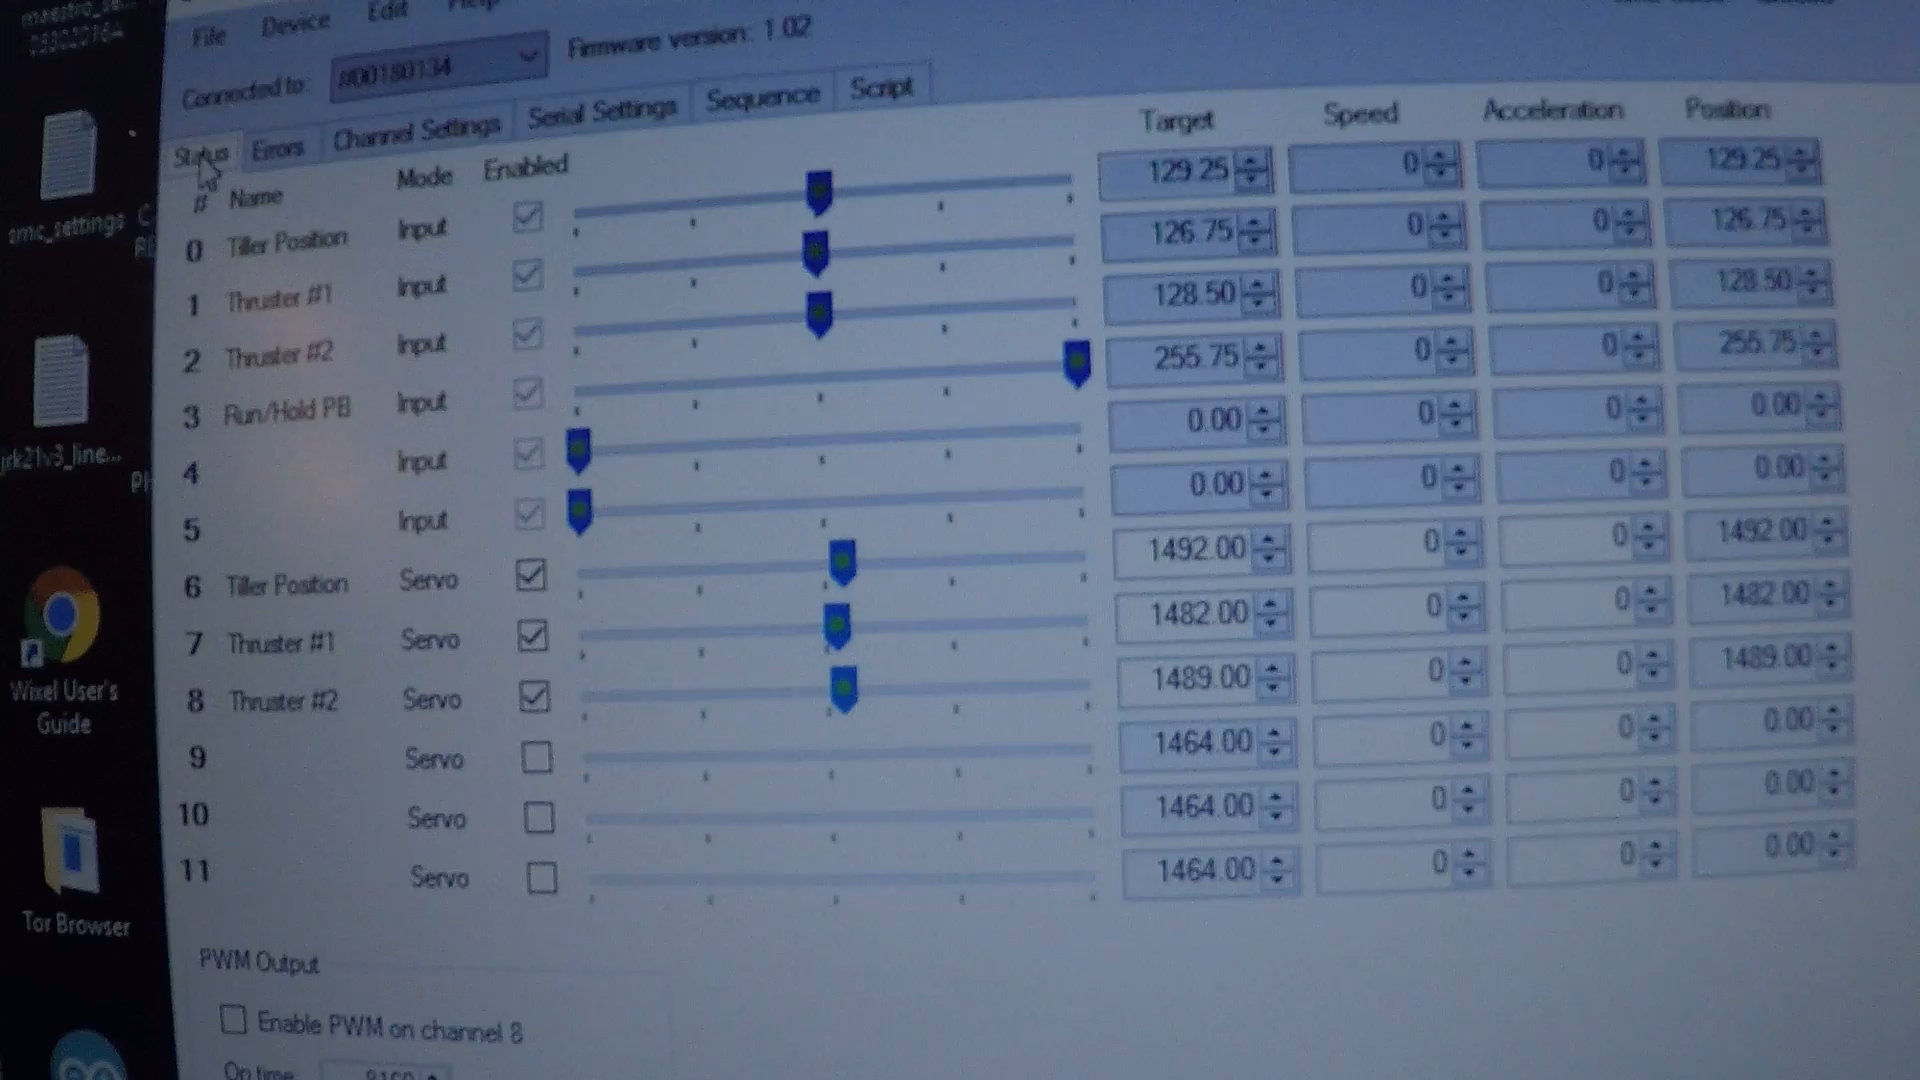 File Device Edit Help
Connected to: #00180134 Firmware version: 1.02
Status Errors Channel Settings Serial Settings Sequence Script
# Name Mode Enabled Target Speed Acceleration Position
0 Tiller Position Input 129.25 0 0 129.25
1 Thruster #1 Input 126.75 0 0 126.75
2 Thruster #2 Input 128.50 0 0 128.50
3 Run/Hold PB Input 255.75 0 0 255.75
4 Input 0.00 0 0 0.00
5 Input 0.00 0 0 0.00
6 Tiller Position Servo 1492.00 0 0 1492.00
7 Thruster #1 Servo 1482.00 0 0 1482.00
8 Thruster #2 Servo 1489.00 0 0 1489.00
9 Servo 1464.00 0 0 0.00
10 Servo 1464.00 0 0 0.00
11 Servo 1464.00 0 0 0.00
PWM Output
Enable PWM on channel 8
On time
smc_settings
jrk21v3_line...
Wixel User's
Guide
Tor Browser